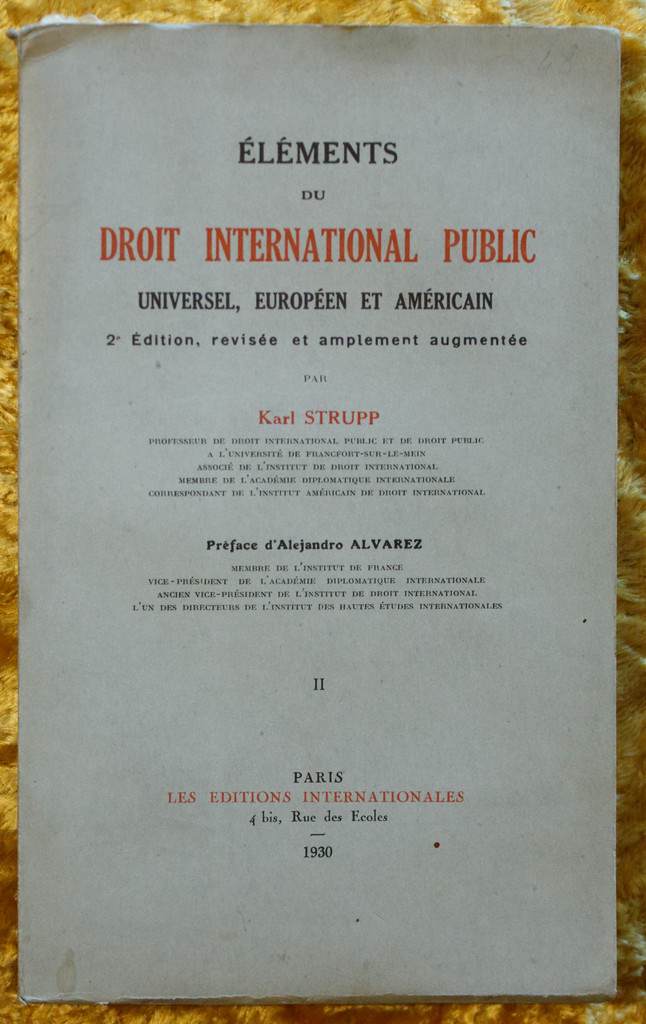 48
ÉLÉMENTS
DU
DROIT INTERNATIONAL PUBLIC
UNIVERSEL, EUROPÉEN ET AMÉRICAIN
2e Édition, revisée et amplement augmentée
PAR
Karl STRUPP
PROFESSEUR DE DROIT INTERNATIONAL PUBLIC ET DE DROIT PUBLIC
A L'UNIVERSITÉ DE FRANCFORT-SUR-LE-MEIN
ASSOCIÉ DE L'INSTITUT DE DROIT INTERNATIONAL
MEMBRE DE L'ACADÉMIE DIPLOMATIQUE INTERNATIONALE
CORRESPONDANT DE L'INSTITUT AMÉRICAIN DE DROIT INTERNATIONAL
Préface d'Alejandro ALVAREZ
MEMBRE DE L'INSTITUT DE FRANCE
VICE-PRÉSIDENT DE L'ACADÉMIE DIPLOMATIQUE INTERNATIONALE
ANCIEN VICE-PRÉSIDENT DE L'INSTITUT DE DROIT INTERNATIONAL
L'UN DES DIRECTEURS DE L'INSTITUT DES HAUTES ÉTUDES INTERNATIONALES
II
PARIS
LES EDITIONS INTERNATIONALES
4 bis, Rue des Ecoles
1930